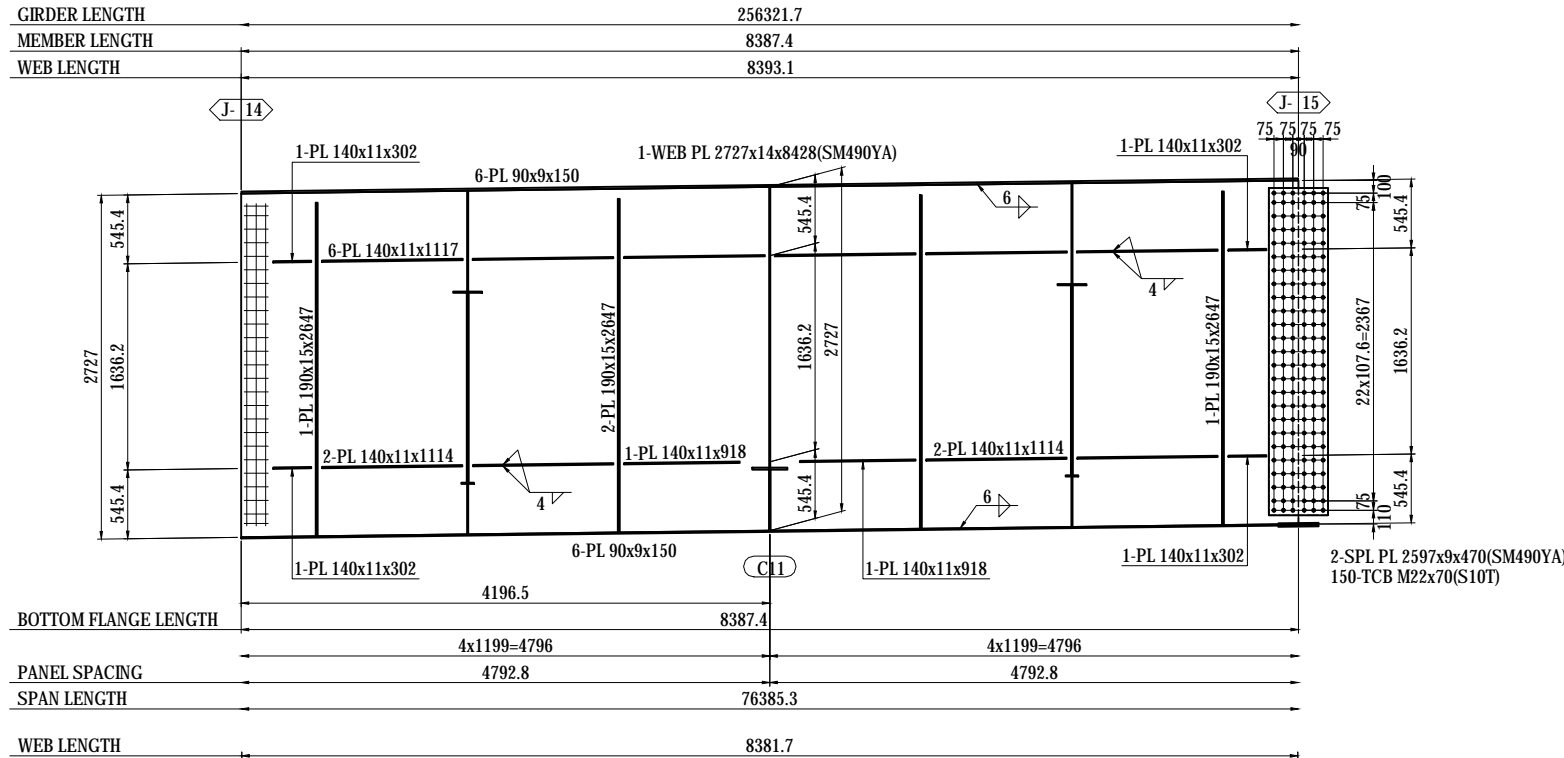 GIRDER LENGTH 256321.7
MEMBER LENGTH 8387.4
WEB LENGTH 8393.1
J- 14
J- 15
75 75 75 75
90
1-PL 140x11x302
1-WEB PL 2727x14x8428(SM490YA)
1-PL 140x11x302
6-PL 90x9x150
6
100
75
545.4
545.4
545.4
6-PL 140x11x1117
4
2727
1636.2
1-PL 190x15x2647
2-PL 190x15x2647
1636.2
2727
1-PL 190x15x2647
22x107.6=2367
1636.2
2-PL 140x11x1114
1-PL 140x11x918
2-PL 140x11x1114
545.4
4
545.4
6
75
545.4
110
6-PL 90x9x150
1-PL 140x11x302
C11
1-PL 140x11x918
1-PL 140x11x302
2-SPL PL 2597x9x470(SM490YA)
150-TCB M22x70(S10T)
4196.5
BOTTOM FLANGE LENGTH 8387.4
4x1199=4796 4x1199=4796
PANEL SPACING 4792.8 4792.8
SPAN LENGTH 76385.3
WEB LENGTH 8381.7